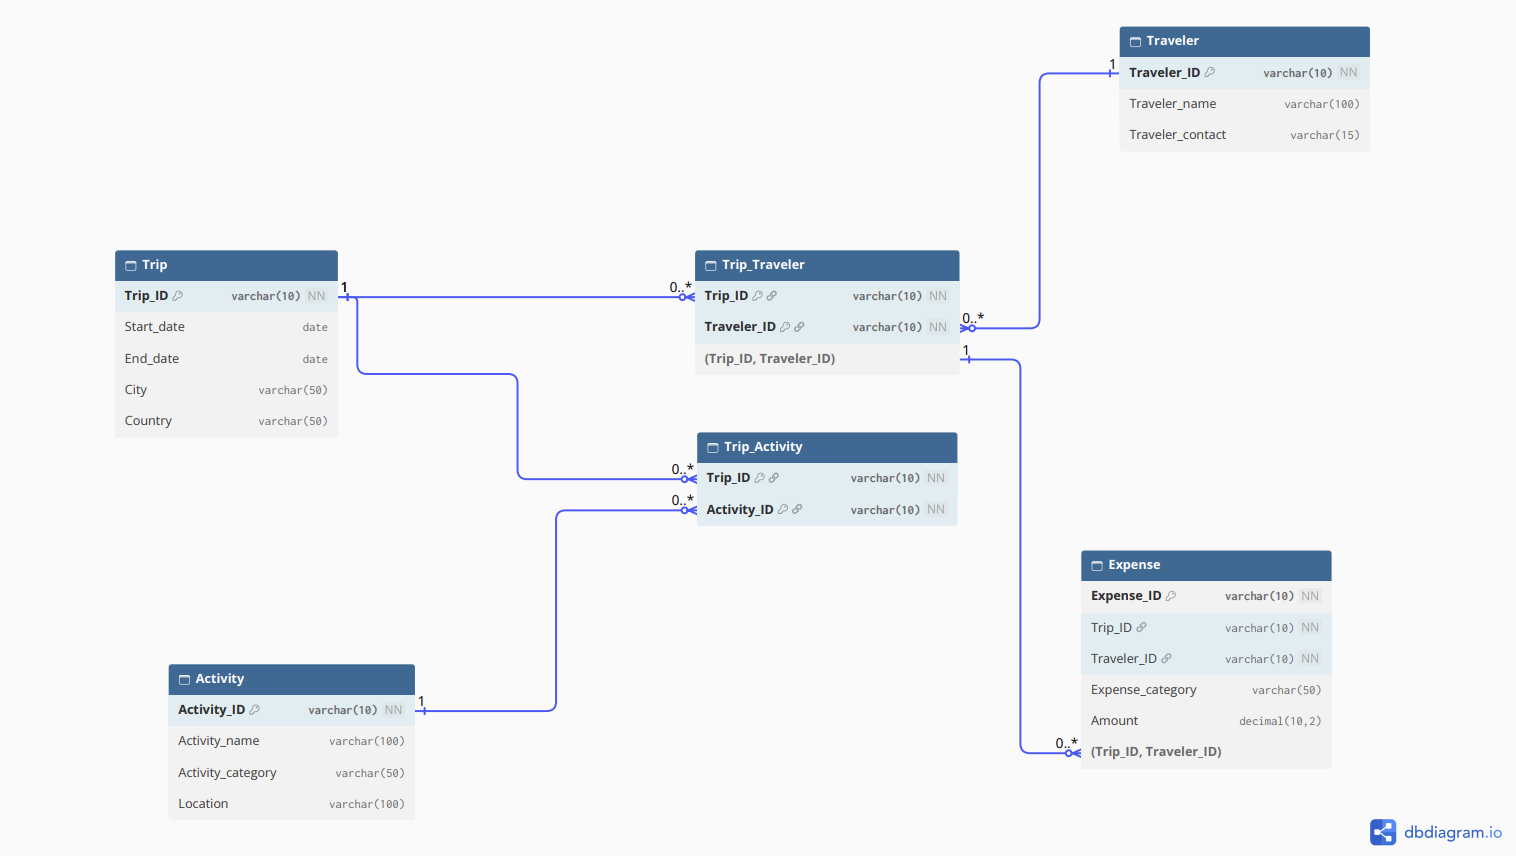 Traveler
Traveler_ID varchar(10) NN
Traveler_name varchar(100)
Traveler_contact varchar(15)
1
Trip
Trip_ID varchar(10) NN
Start_date date
End_date date
City varchar(50)
Country varchar(50)
1
Trip_Traveler
Trip_ID varchar(10) NN
Traveler_ID varchar(10) NN
(Trip_ID, Traveler_ID)
0..*
0..*
1
Trip_Activity
Trip_ID varchar(10) NN
Activity_ID varchar(10) NN
0..*
0..*
Activity
Activity_ID varchar(10) NN
Activity_name varchar(100)
Activity_category varchar(50)
Location varchar(100)
1
Expense
Expense_ID varchar(10) NN
Trip_ID varchar(10) NN
Traveler_ID varchar(10) NN
Expense_category varchar(50)
Amount decimal(10,2)
(Trip_ID, Traveler_ID)
0..*
dbdiagram.io